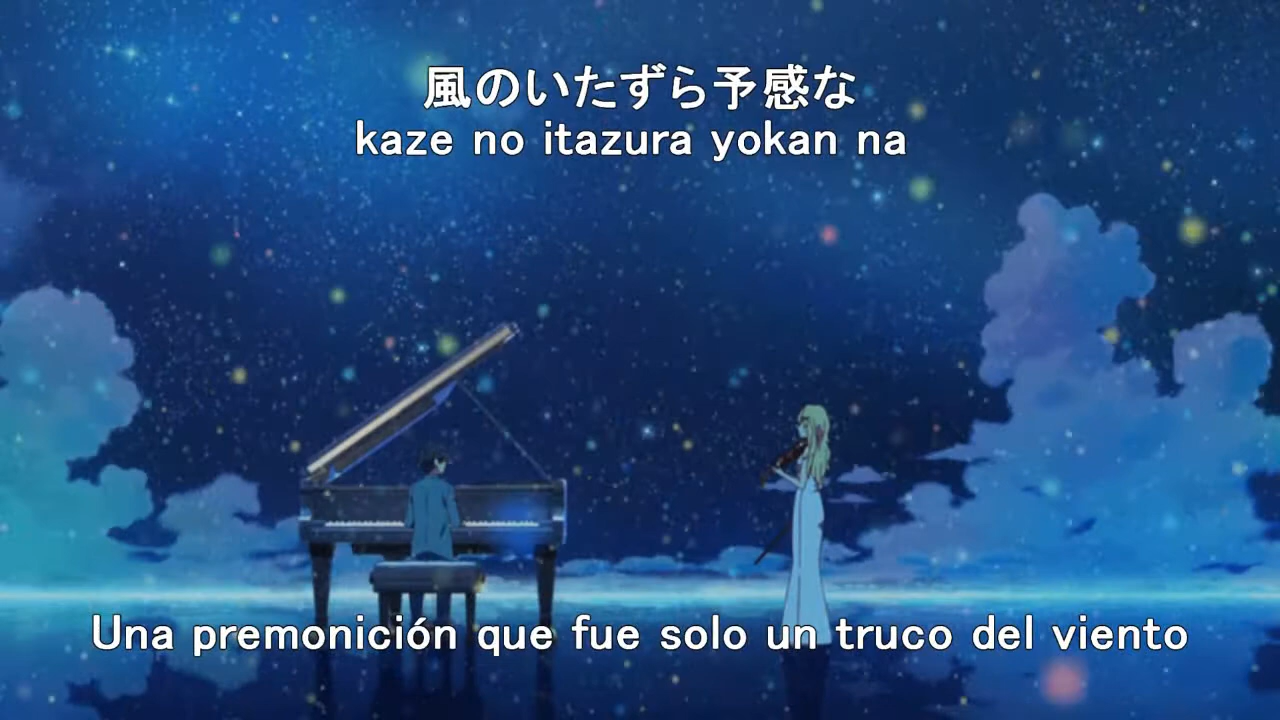 風のいたずら予感な
kaze no itazura yokan na
Una premonición que fue solo un truco del viento